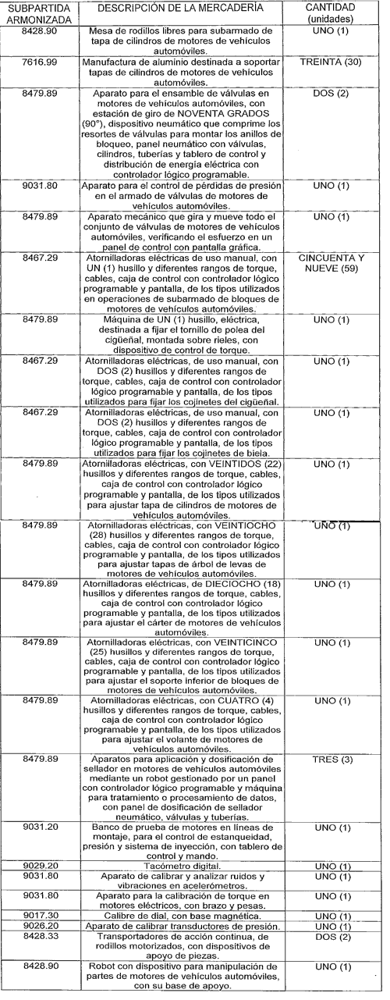 SUBPARTIDA ARMONIZADA DESCRIPCIÓN DE LA MERCADERÍA CANTIDAD (unidades)
8428.90 Mesa de rodillos libres para subarmado de UNO (1)
tapa de cilindros de motores de vehículos
automóviles.
7616.99 Manufactura de aluminio destinada a soportar TREINTA (30)
tapas de cilindros de motores de vehículos
automóviles.
8479.89 Aparato para el ensamble de válvulas en DOS (2)
motores de vehículos automóviles, con
estación de giro de NOVENTA GRADOS
(90°), dispositivo neumático que comprime los
resortes de válvulas para montar los anillos de
bloqueo, panel neumático con válvulas,
cilindros, tuberías y tablero de control y
distribución de energía eléctrica con
controlador lógico programable.
9031.80 Aparato para el control de pérdidas de presión UNO (1)
en el armado de válvulas de motores de
vehículos automóviles.
8479.89 Aparato mecánico que gira y mueve todo el UNO (1)
conjunto de válvulas de motores de vehículos
automóviles, verificando el esfuerzo en un
panel de control con pantalla gráfica.
8467.29 Atornilladoras eléctricas de uso manual, con CINCUENTA Y
UN (1) husillo y diferentes rangos de torque, NUEVE (59)
cables, caja de control con controlador lógico
programable y pantalla, de los tipos utilizados
en operaciones de subarmado de bloques de
motores de vehículos automóviles.
8479.89 Máquina de UN (1) husillo, eléctrica, UNO (1)
destinada a fijar el tornillo de polea del
cigüeñal, montada sobre rieles, con
dispositivo de control de torque.
8467.29 Atornilladoras eléctricas, de uso manual, con UNO (1)
DOS (2) husillos y diferentes rangos de
torque, cables, caja de control con controlador
lógico programable y pantalla, de los tipos
utilizados para fijar los cojinetes del cigüeñal.
8467.29 Atornilladoras eléctricas, de uso manual, con UNO (1)
DOS (2) husillos y diferentes rangos de
torque, cables, caja de control con controlador
lógico programable y pantalla, de los tipos
utilizados para fijar los cojinetes de biela.
8479.89 Atornilladoras eléctricas, con VEINTIDOS (22) UNO (1)
husillos y diferentes rangos de torque, cables,
caja de control con controlador lógico
programable y pantalla, de los tipos utilizados
para ajustar tapa de cilindros de motores de
vehículos automóviles.
8479.89 Atornilladoras eléctricas, con VEINTIOCHO UNO (1)
(28) husillos y diferentes rangos de torque,
cables, caja de control con controlador lógico
programable y pantalla, de los tipos utilizados
para ajustar tapas de árbol de levas de
motores de vehículos automóviles.
8479.89 Atornilladoras eléctricas, de DIECIOCHO (18) UNO (1)
husillos y diferentes rangos de torque, cables,
caja de control con controlador lógico
programable y pantalla, de los tipos utilizados
para ajustar el cárter de motores de vehículos
automóviles.
8479.89 Atornilladoras eléctricas, con VEINTICINCO UNO (1)
(25) husillos y diferentes rangos de torque,
cables, caja de control con controlador lógico
programable y pantalla, de los tipos utilizados
para ajustar el soporte inferior de bloques de
motores de vehículos automóviles.
8479.89 Atornilladoras eléctricas, con CUATRO (4) UNO (1)
husillos y diferentes rangos de torque, cables,
caja de control con controlador lógico
programable y pantalla, de los tipos utilizados
para ajustar el volante de motores de
vehículos automóviles.
8479.89 Aparatos para aplicación y dosificación de TRES (3)
sellador en motores de vehículos automóviles
mediante un robot gestionado por un panel
con controlador lógico programable y máquina
para tratamiento o procesamiento de datos,
con panel de dosificación de sellador
neumático, válvulas y tuberías.
9031.20 Banco de prueba de motores en líneas de UNO (1)
montaje, para el control de estanqueidad,
presión y sistema de inyección, con tablero de
control y mando.
9029.20 Tacómetro digital. UNO (1)
9031.80 Aparato de calibrar y analizar ruidos y UNO (1)
vibraciones en acelerómetros.
9031.80 Aparato para la calibración de torque en UNO (1)
motores eléctricos, con brazo y pesas.
9017.30 Calibre de dial, con base magnética. UNO (1)
9026.20 Aparato de calibrar transductores de presión. UNO (1)
8428.33 Transportadores de acción continua, de DOS (2)
rodillos motorizados, con dispositivos de
apoyo de piezas.
8428.90 Robot con dispositivo para manipulación de UNO (1)
partes de motores de vehículos automóviles,
con su base de apoyo.